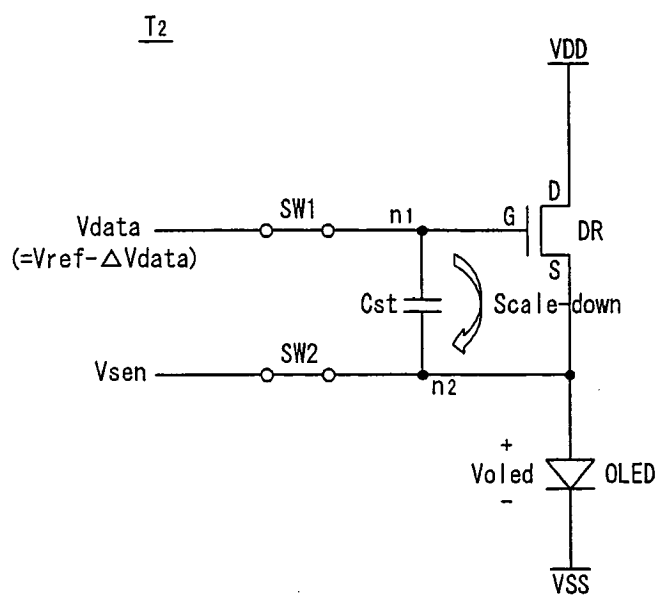 T2
VDD
D
SW1
n1
G
DR
Vdata
(=Vref-△Vdata)
S
Cst
Scale-down
SW2
Vsen
n2
+
Voled
OLED
-
VSS